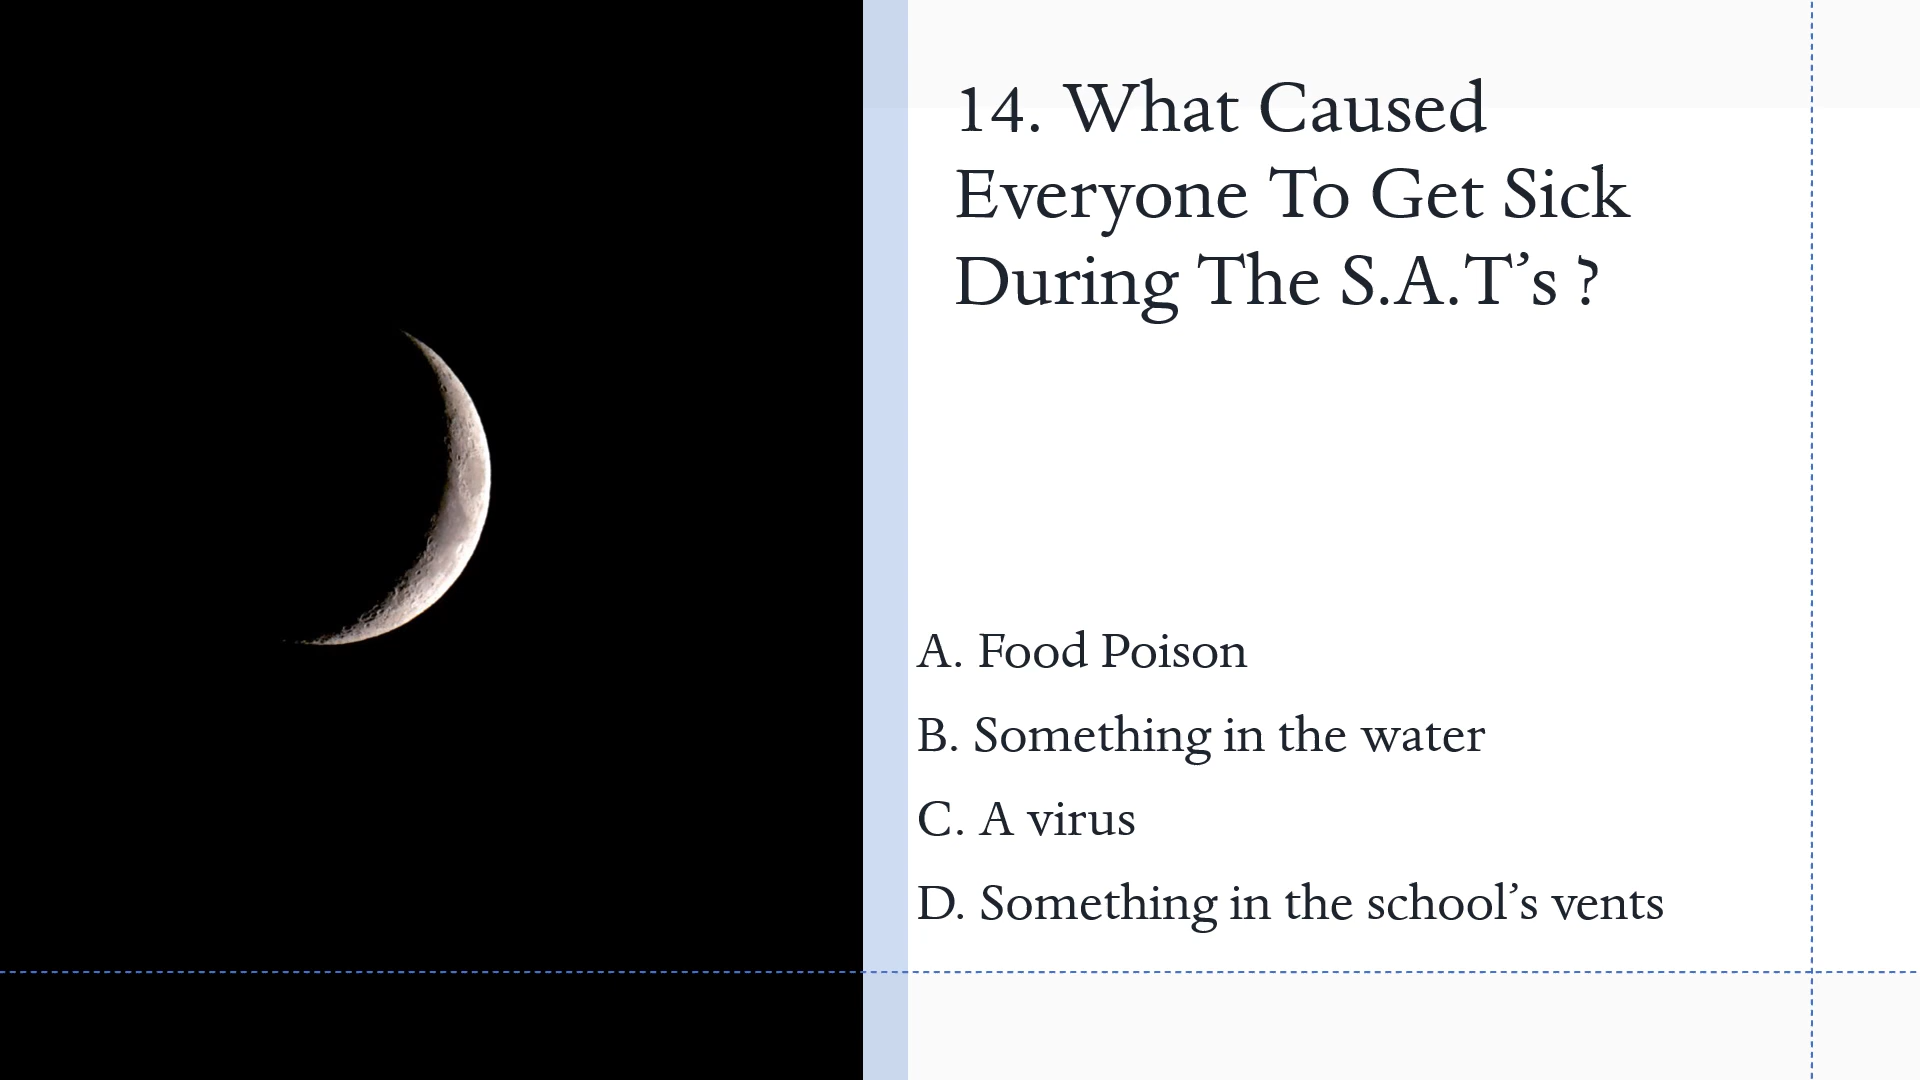 14. What Caused
Everyone To Get Sick
During The S.A.T’s ?
A. Food Poison
B. Something in the water
C. A virus
D. Something in the school’s vents